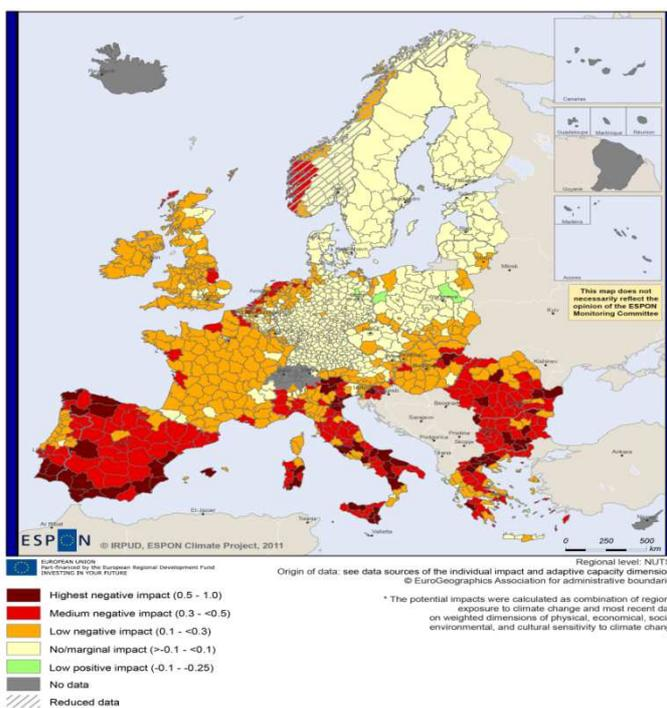 Canarias
Guadeloupe
Martinique
Réunion
Guyane
Madeira
Acores
This map does not
necessarily reflect the
opinion of the ESPON
Monitoring Committee
Minsk
Kyiv
Kishinev
Beograd
Sarajevo
Podgorica
Pristina
Skopje
Tirana
Ankara
El-Jazair
Tunis
Valletta
Ar Ribat
ESPON
© IRPUD, ESPON Climate Project, 2011
0 250 500
km
EUROPEAN UNION
Part-financed by the European Regional Development Fund
INVESTING IN YOUR FUTURE
Regional level: NUTS
Origin of data: see data sources of the individual impact and adaptive capacity dimension
© EuroGeographics Association for administrative boundari
* The potential impacts were calculated as combination of region
exposure to climate change and most recent da
on weighted dimensions of physical, economical, soci
environmental, and cultural sensitivity to climate chang
Highest negative impact (0.5 - 1.0)
Medium negative impact (0.3 - <0.5)
Low negative impact (0.1 - <0.3)
No/marginal impact (>-0.1 - <0.1)
Low positive impact (-0.1 - -0.25)
No data
Reduced data